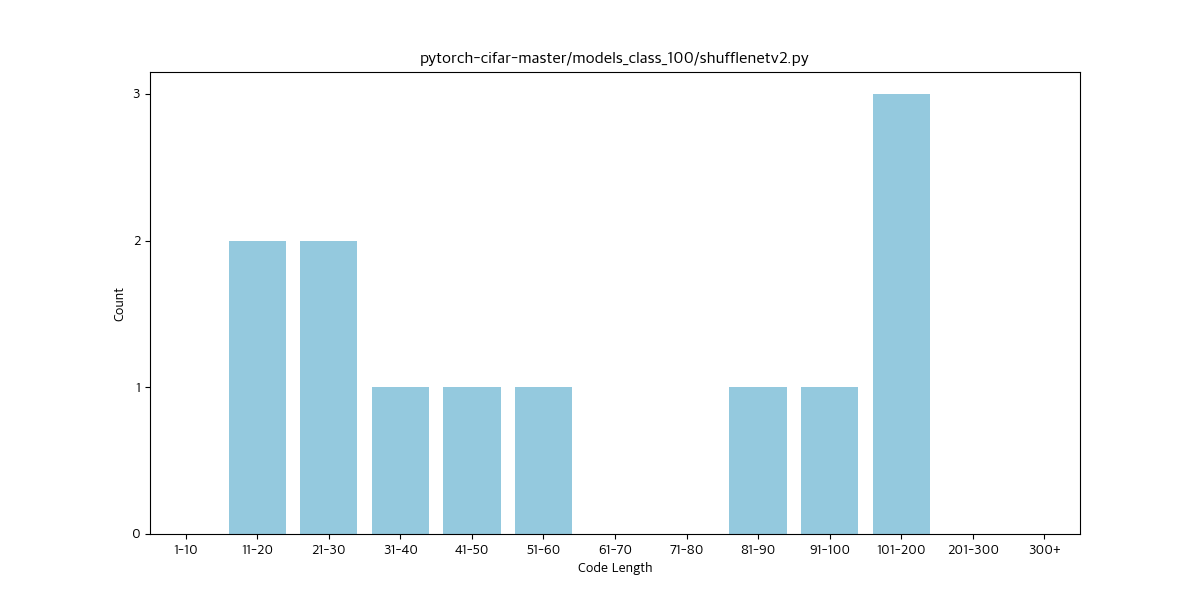 pytorch-cifar-master/models_class_100/shufflenetv2.py
3
2
1
0
Count
1-10 11-20 21-30 31-40 41-50 51-60 61-70 71-80 81-90 91-100 101-200 201-300 300+
Code Length